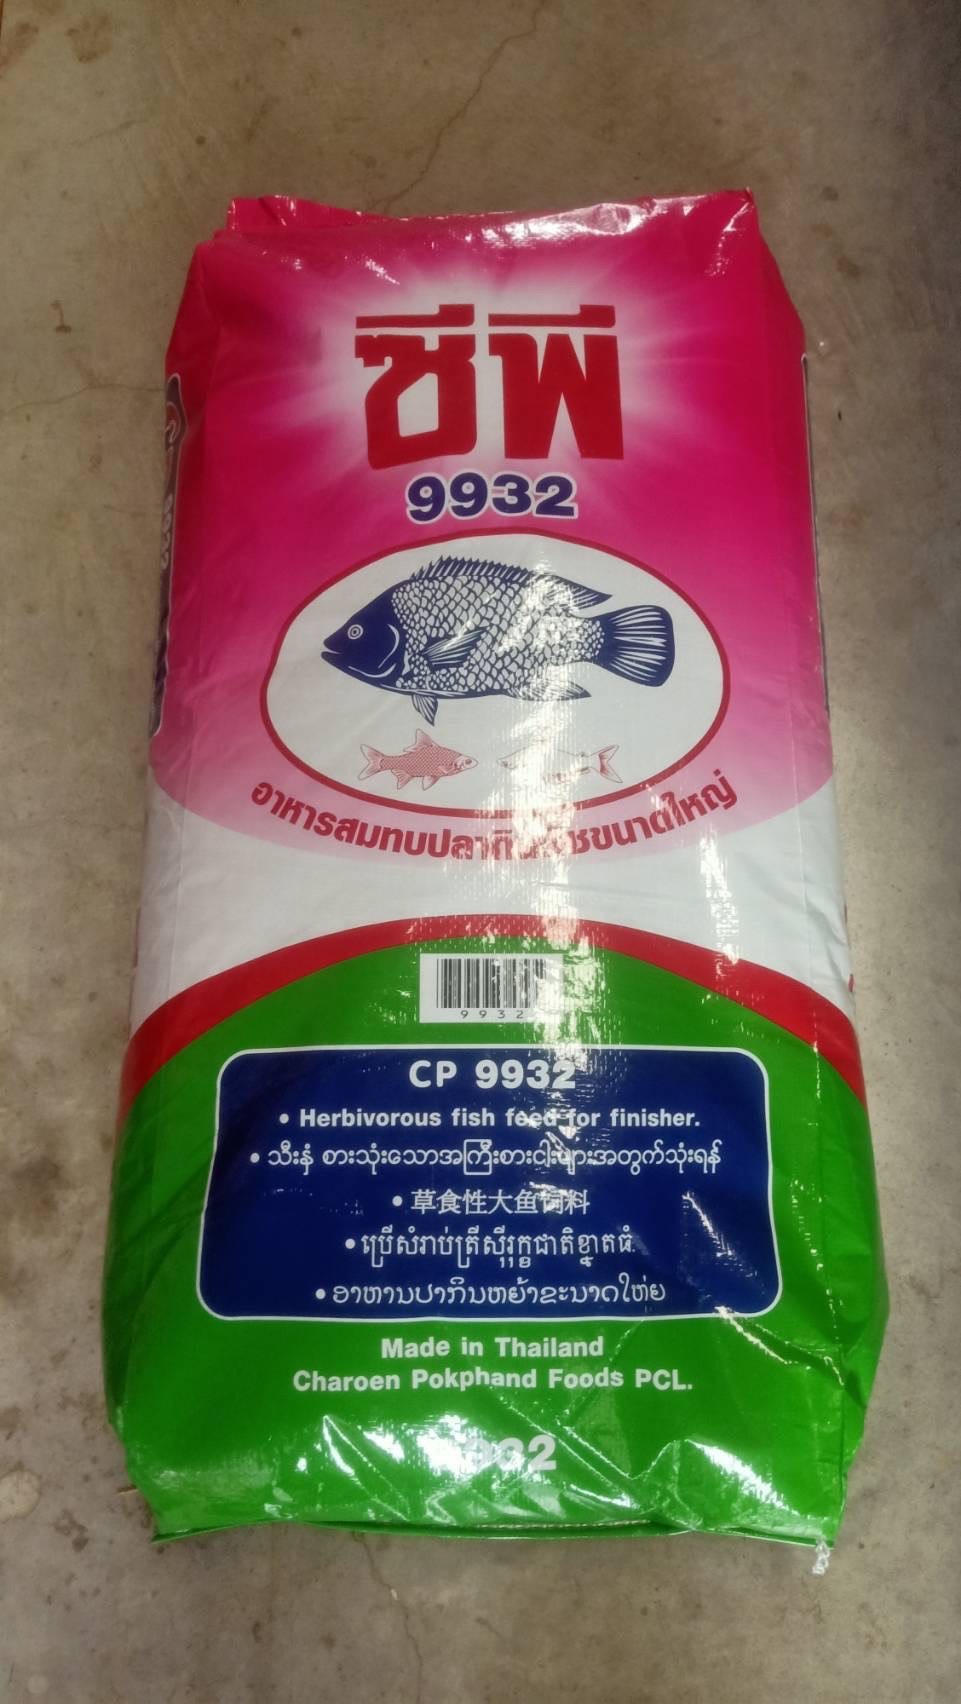 ซีพี
9932
อาหารสมทบปลากินพืชขนาดใหญ่
9932
CP 9932
• Herbivorous fish feed for finisher.
• သီးနှံ စားသုံးသောအကြီးစားငါးများအတွက်သုံးရန်
• 草食性大鱼饲料
• ប្រើសំរាប់ត្រីស៊ីរុក្ខជាតិខ្នាតធំ
• ອາຫານປາກິນຫຍ້າຂະນາດໃຫ່ຍ
Made in Thailand
Charoen Pokphand Foods PCL.
9932